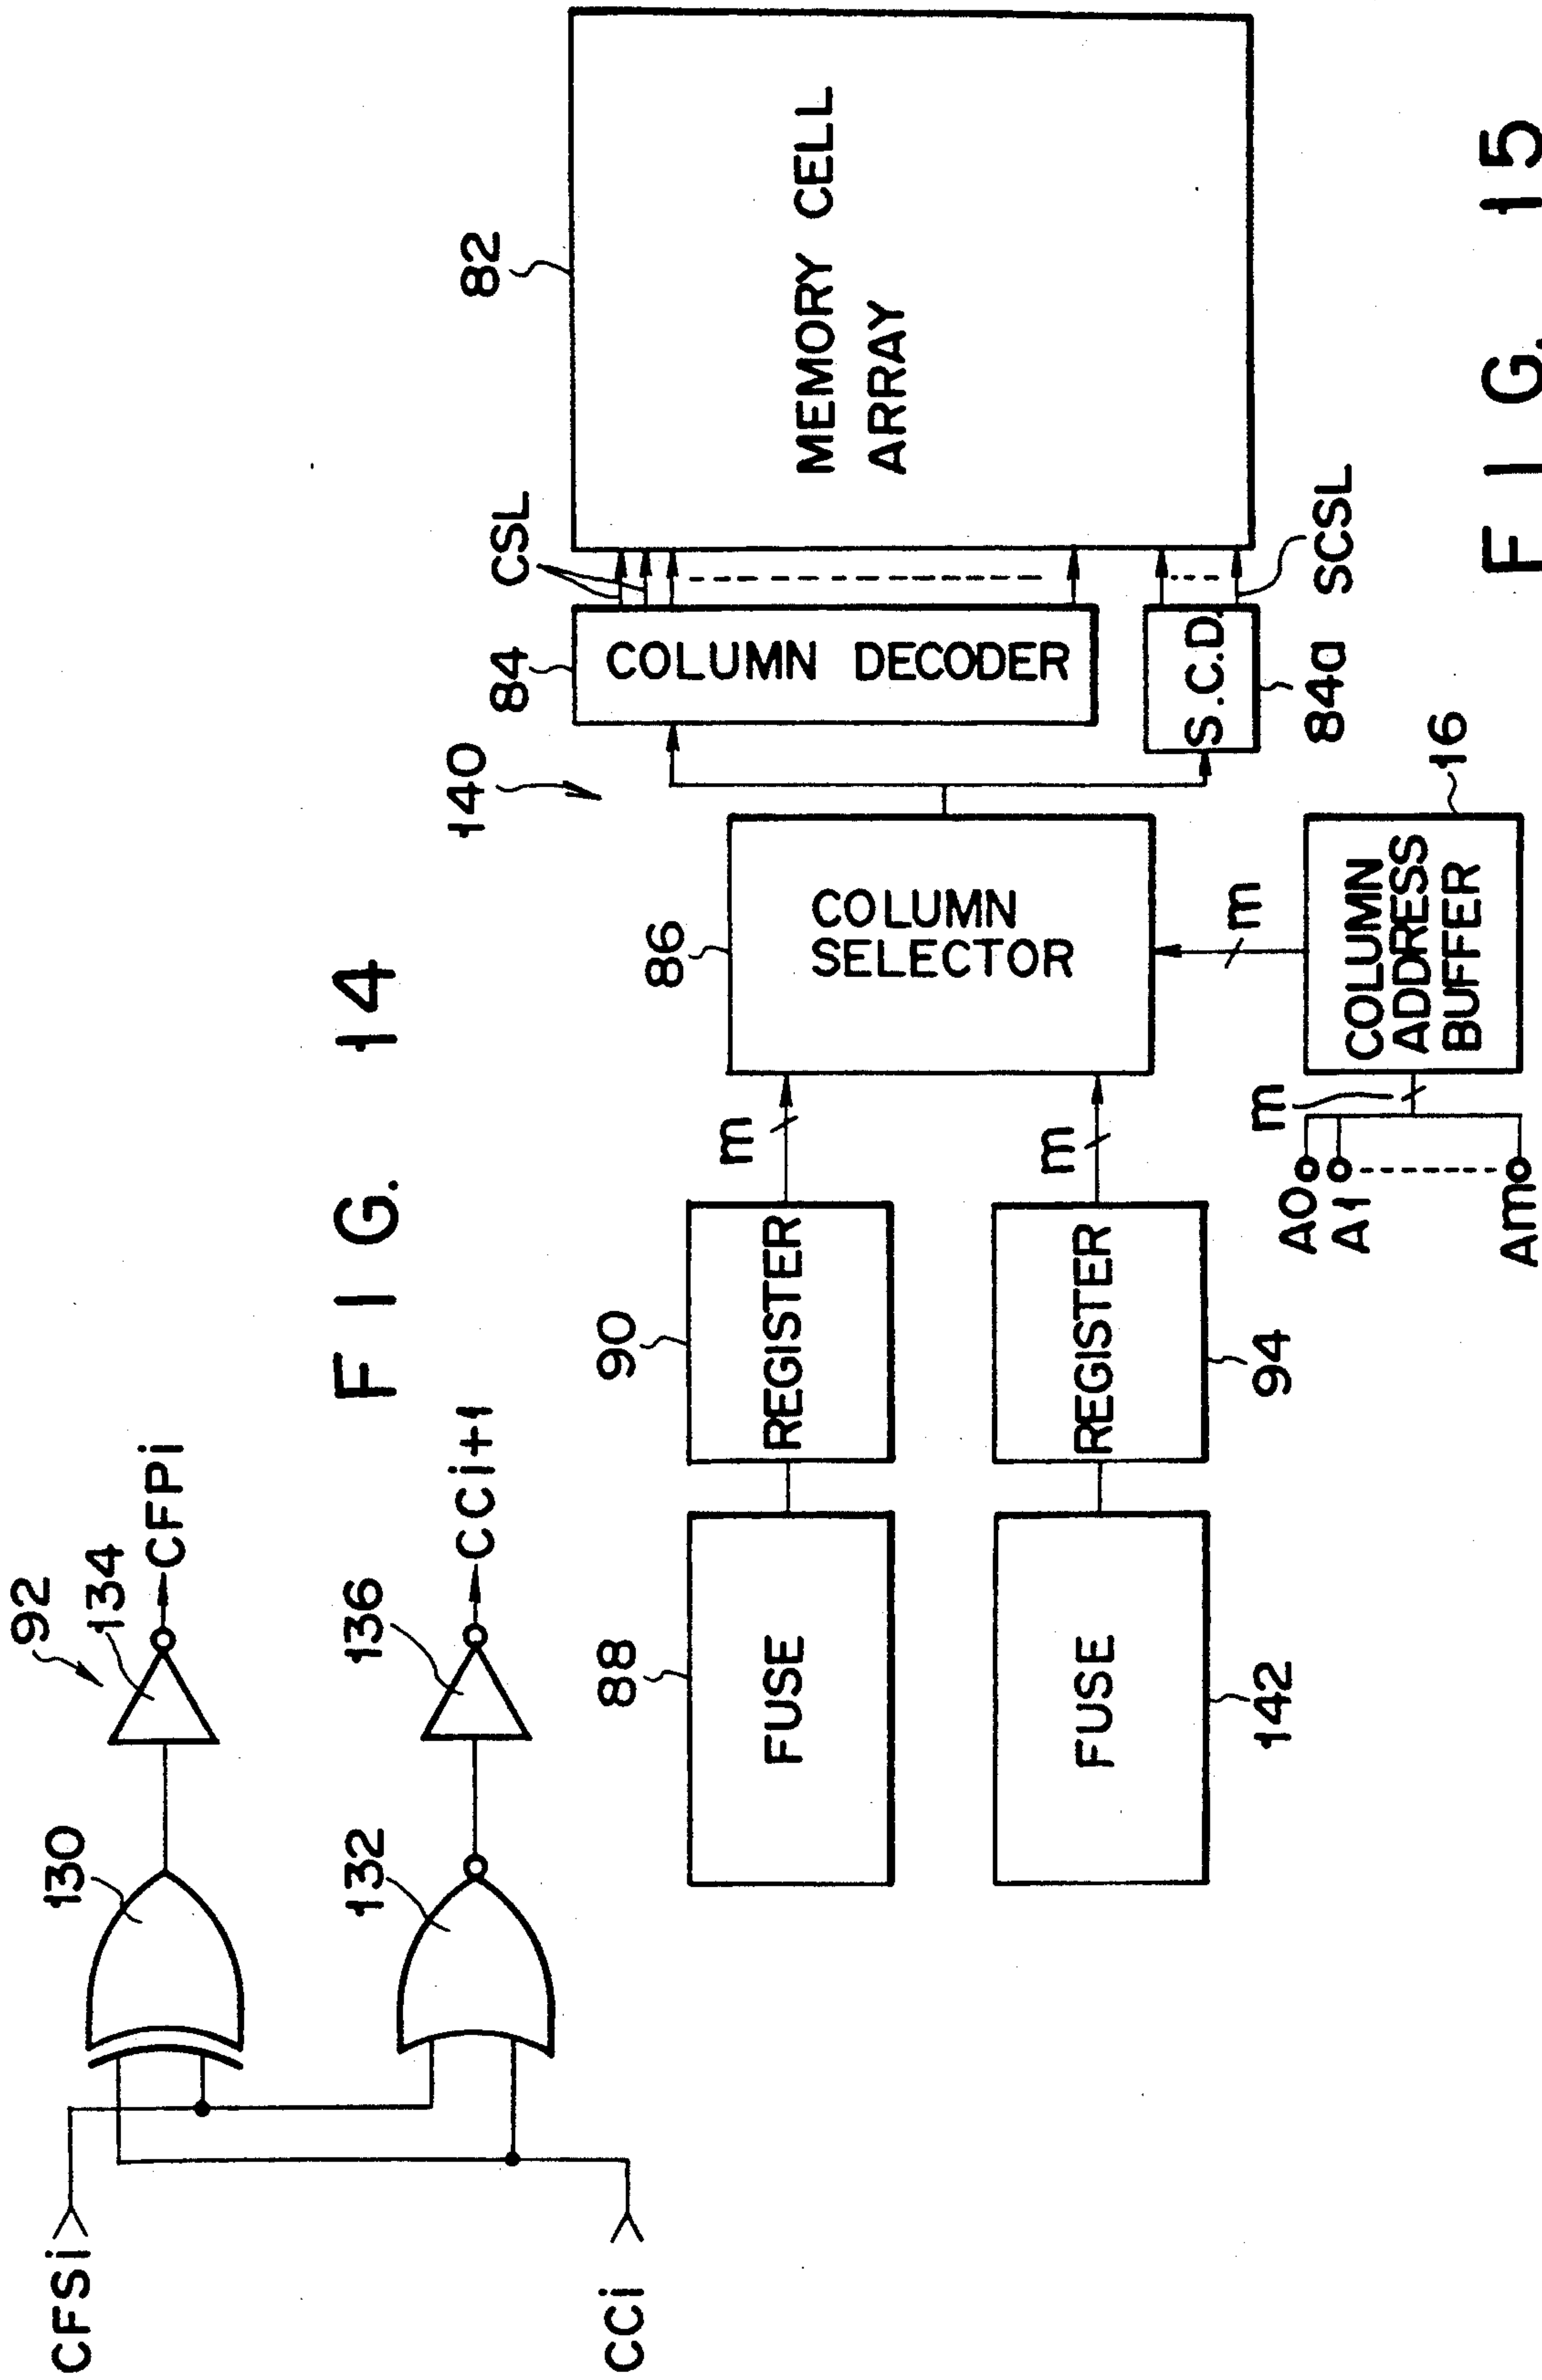 92
134
CFPi
130
CFSi
136
CCi+1
132
CCi
FIG. 14
82
MEMORY CELL
ARRAY
CSL
84
COLUMN DECODER
140
S.C.D.
84a
SCSL
86
COLUMN
SELECTOR
m
16
COLUMN
ADDRESS
BUFFER
m
A0
A1
Am
90
REGISTER
m
88
FUSE
94
REGISTER
m
142
FUSE
FIG. 15